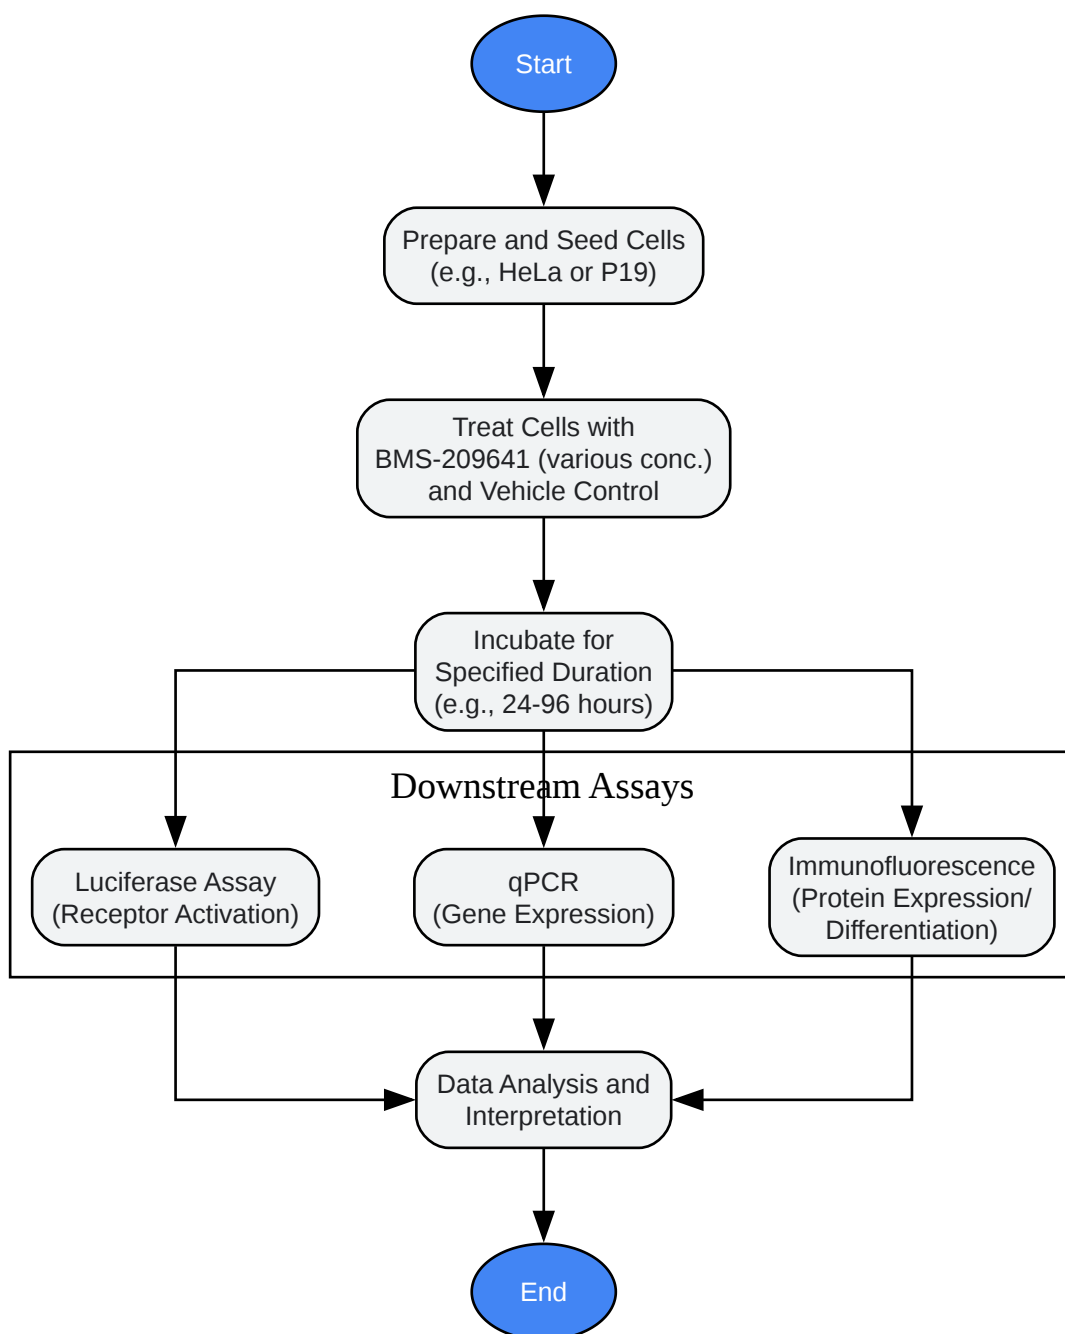 Start
Prepare and Seed Cells
(e.g., HeLa or P19)
Treat Cells with
BMS-209641 (various conc.)
and Vehicle Control
Incubate for
Specified Duration
(e.g., 24-96 hours)
Downstream Assays
Luciferase Assay
(Receptor Activation)
qPCR
(Gene Expression)
Immunofluorescence
(Protein Expression/
Differentiation)
Data Analysis and
Interpretation
End